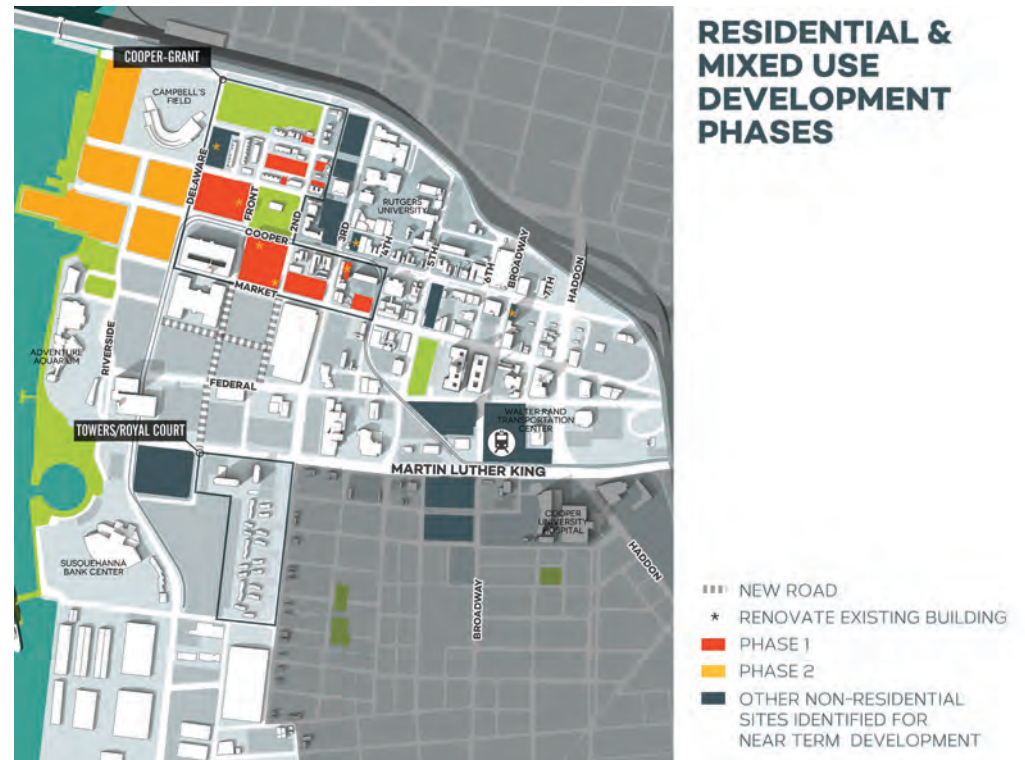 RESIDENTIAL &
MIXED USE
DEVELOPMENT
PHASES
COOPER-GRANT
CAMPBELL'S
FIELD
DELAWARE
FRONT
2ND
3RD
RUTGERS
UNIVERSITY
4TH
5TH
6TH
BROADWAY
7TH
HADDON
COOPER
MARKET
RIVERSIDE
ADVENTURE
AQUARIUM
FEDERAL
WALTER RAND
TRANSPORTATION
CENTER
TOWERS/ROYAL COURT
MARTIN LUTHER KING
COOPER
UNIVERSITY
HOSPITAL
HADDON
SUSQUEHANNA
BANK CENTER
BROADWAY
NEW ROAD
* RENOVATE EXISTING BUILDING
PHASE 1
PHASE 2
OTHER NON-RESIDENTIAL
SITES IDENTIFIED FOR
NEAR TERM DEVELOPMENT